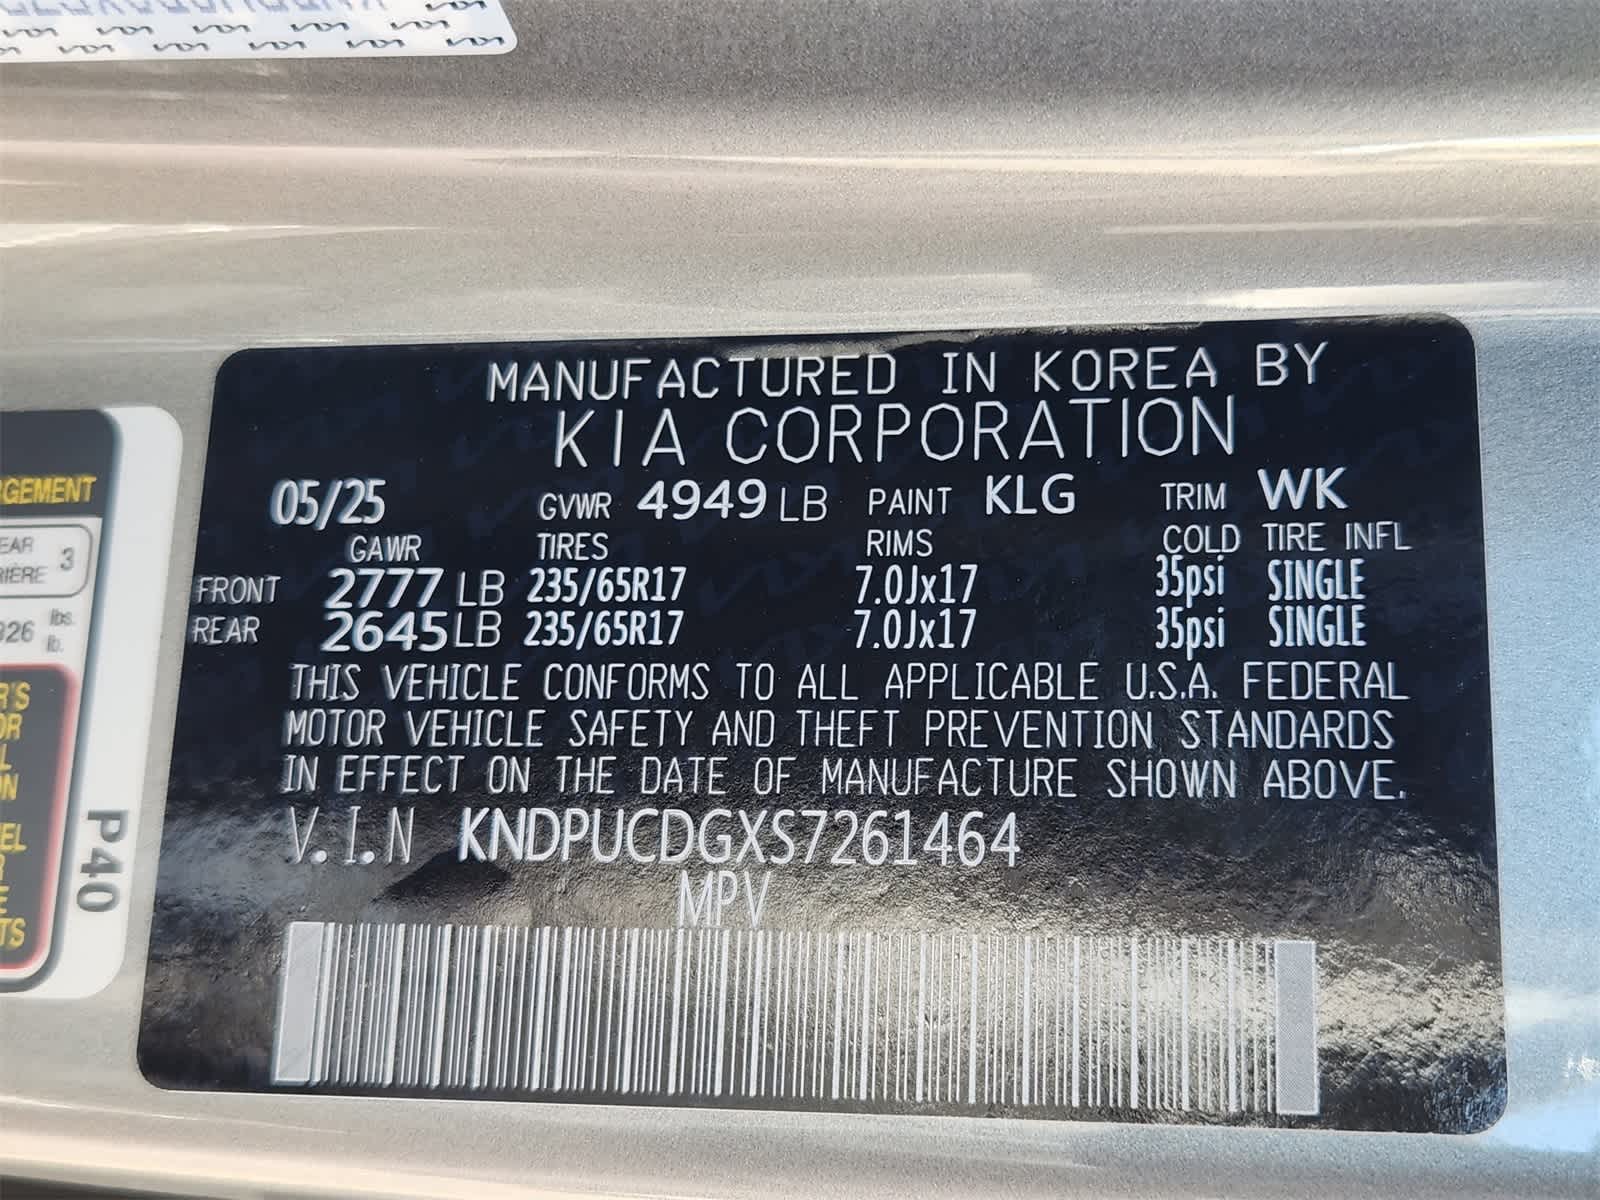 MANUFACTURED IN KOREA BY
KIA CORPORATION
05/25 GVWR 4949 LB PAINT KLG TRIM WK
GAWR TIRES RIMS COLD TIRE INFL
FRONT 2777 LB 235/65R17 7.0Jx17 35psi SINGLE
REAR 2645 LB 235/65R17 7.0Jx17 35psi SINGLE
THIS VEHICLE CONFORMS TO ALL APPLICABLE U.S.A. FEDERAL
MOTOR VEHICLE SAFETY AND THEFT PREVENTION STANDARDS
IN EFFECT ON THE DATE OF MANUFACTURE SHOWN ABOVE.
V.I.N KNDPUCDGXS7261464
MPV
3
lbs.
lb.
P40